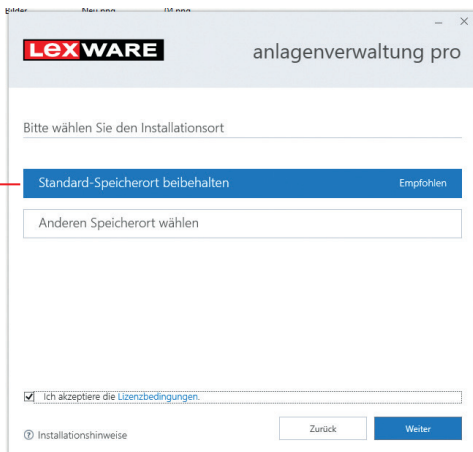 LEXWARE
anlagenverwaltung pro
Bitte wählen Sie den Installationsort
Standard-Speicherort beibehalten Empfohlen
Anderen Speicherort wählen
Ich akzeptiere die Lizenzbedingungen.
Installationshinweise Zurück Weiter